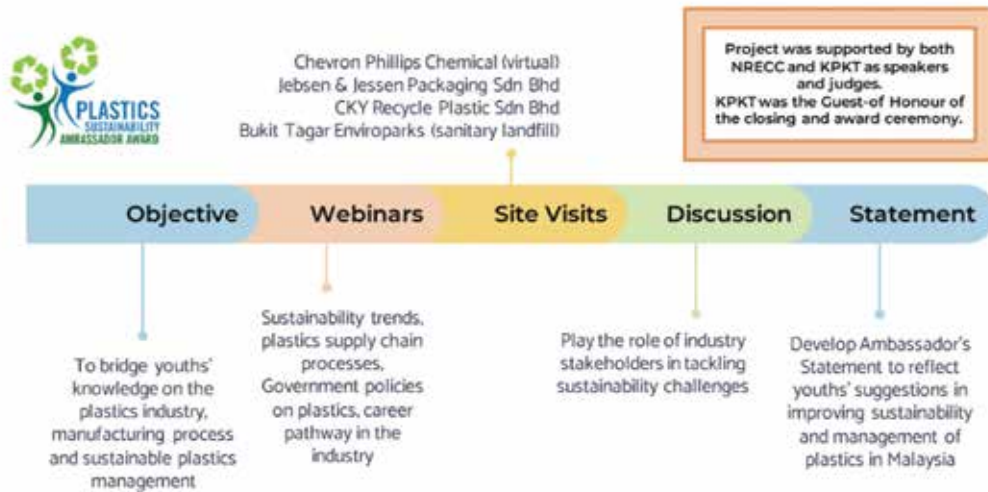 PLASTICS
SUSTAINABILITY
AMBASSADOR AWARD
Chevron Phillips Chemical (virtual)
Jebsen & Jessen Packaging Sdn Bhd
CKY Recycle Plastic Sdn Bhd
Bukit Tagar Enviroparks (sanitary landfill)
Project was supported by both
NRECC and KPKT as speakers
and judges.
KPKT was the Guest-of Honour of
the closing and award ceremony.
Objective
Webinars
Site Visits
Discussion
Statement
To bridge youths'
knowledge on the
plastics industry,
manufacturing process
and sustainable plastics
management
Sustainability trends,
plastics supply chain
processes,
Government policies
on plastics, career
pathway in the
industry
Play the role of industry
stakeholders in tackling
sustainability challenges
Develop Ambassador's
Statement to reflect
youths' suggestions in
improving sustainability
and management of
plastics in Malaysia